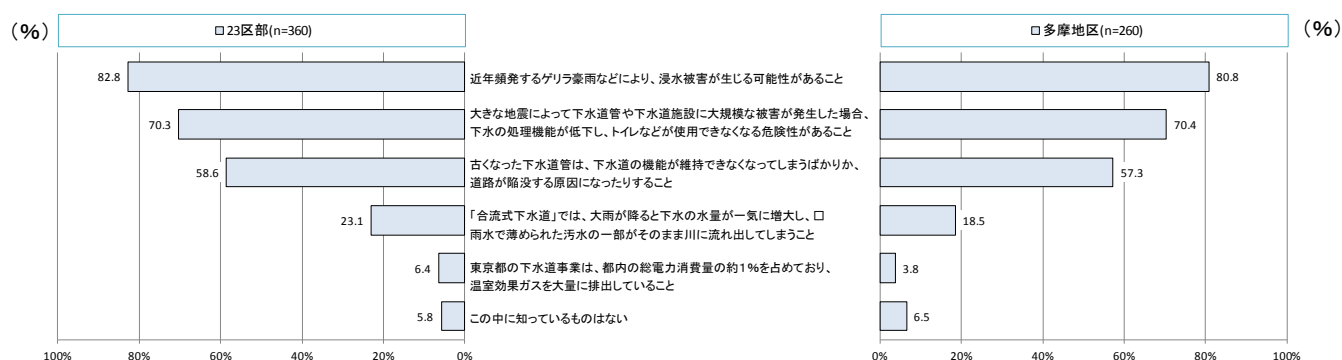 (%)
□23区部(n=360)
□多摩地区(n=260)
(%)
82.8
近年頻発するゲリラ豪雨などにより、浸水被害が生じる可能性があること
80.8
70.3
大きな地震によって下水道管や下水道施設に大規模な被害が発生した場合、
下水の処理機能が低下し、トイレなどが使用できなくなる危険性があること
70.4
58.6
古くなった下水道管は、下水道の機能が維持できなくなってしまうばかりか、
道路が陥没する原因になったりすること
57.3
23.1
「合流式下水道」では、大雨が降ると下水の水量が一気に増大し、□
雨水で薄められた汚水の一部がそのまま川に流れ出してしまうこと
18.5
6.4
東京都の下水道事業は、都内の総電力消費量の約1%を占めており、
温室効果ガスを大量に排出していること
3.8
5.8
この中に知っているものはない
6.5
100% 80% 60% 40% 20% 0%
0% 20% 40% 60% 80% 100%